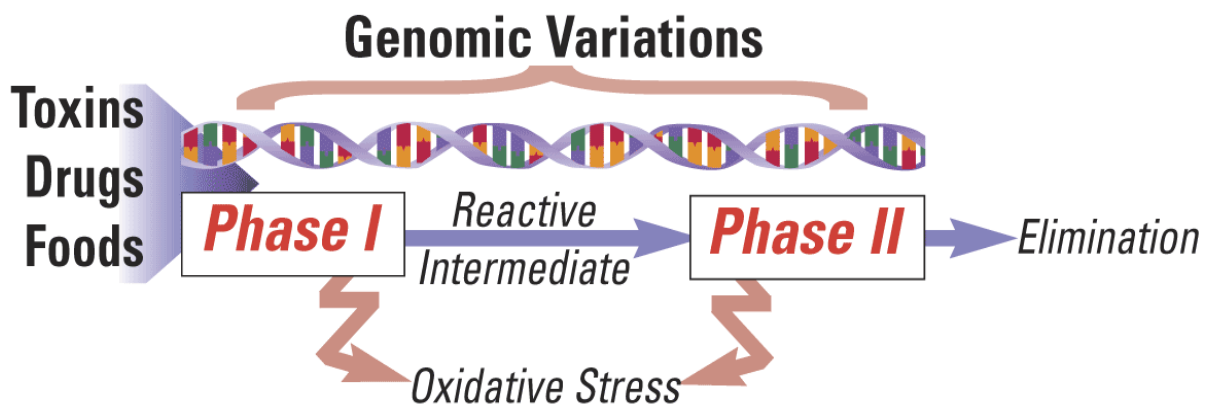 Genomic Variations
Toxins
Drugs
Foods
Phase I
Reactive
Intermediate
Phase II
Elimination
Oxidative Stress